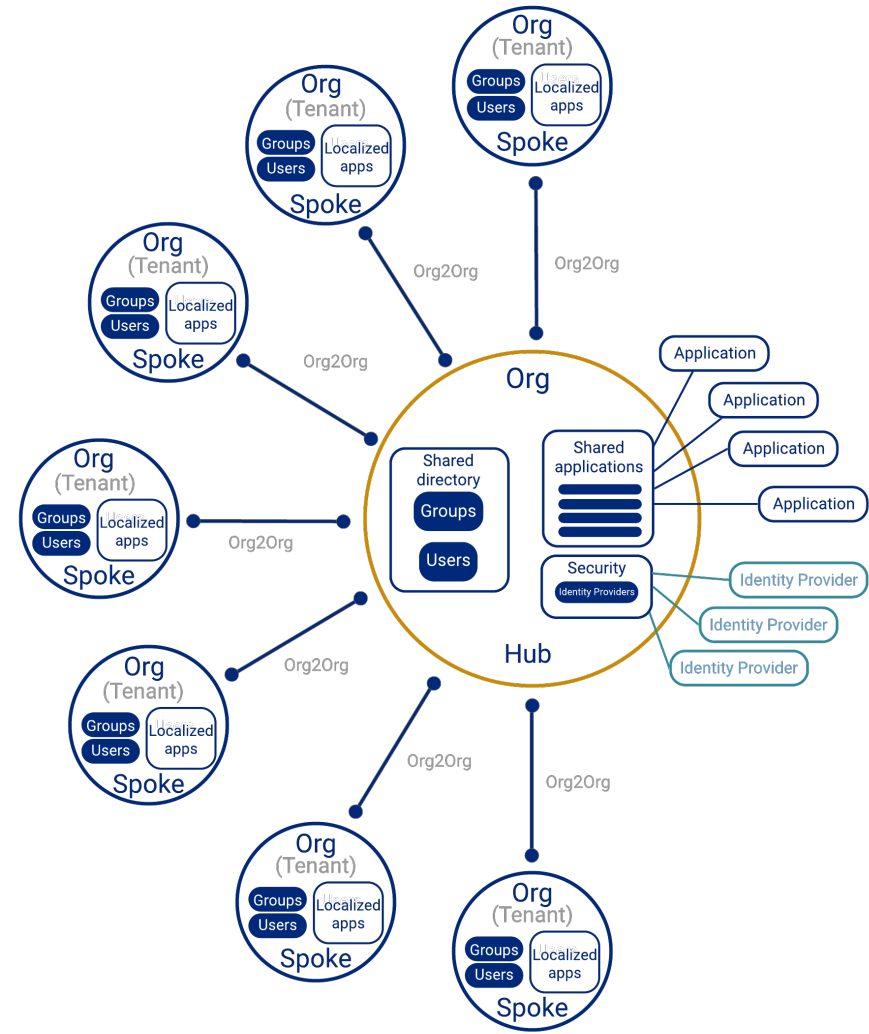 Org
(Tenant)
Groups
Users
Localized
apps
Spoke
Org
(Tenant)
Groups
Users
Localized
apps
Spoke
Org2Org
Org2Org
Org
(Tenant)
Groups
Users
Localized
apps
Spoke
Org2Org
Org
Hub
Shared
directory
Groups
Users
Shared
applications
Security
Identity Providers
Application
Application
Application
Application
Identity Provider
Identity Provider
Identity Provider
Org
(Tenant)
Groups
Users
Localized
apps
Spoke
Org2Org
Org
(Tenant)
Groups
Users
Localized
apps
Spoke
Org2Org
Org
(Tenant)
Groups
Users
Localized
apps
Spoke
Org2Org
Org2Org
Org
(Tenant)
Groups
Users
Localized
apps
Spoke